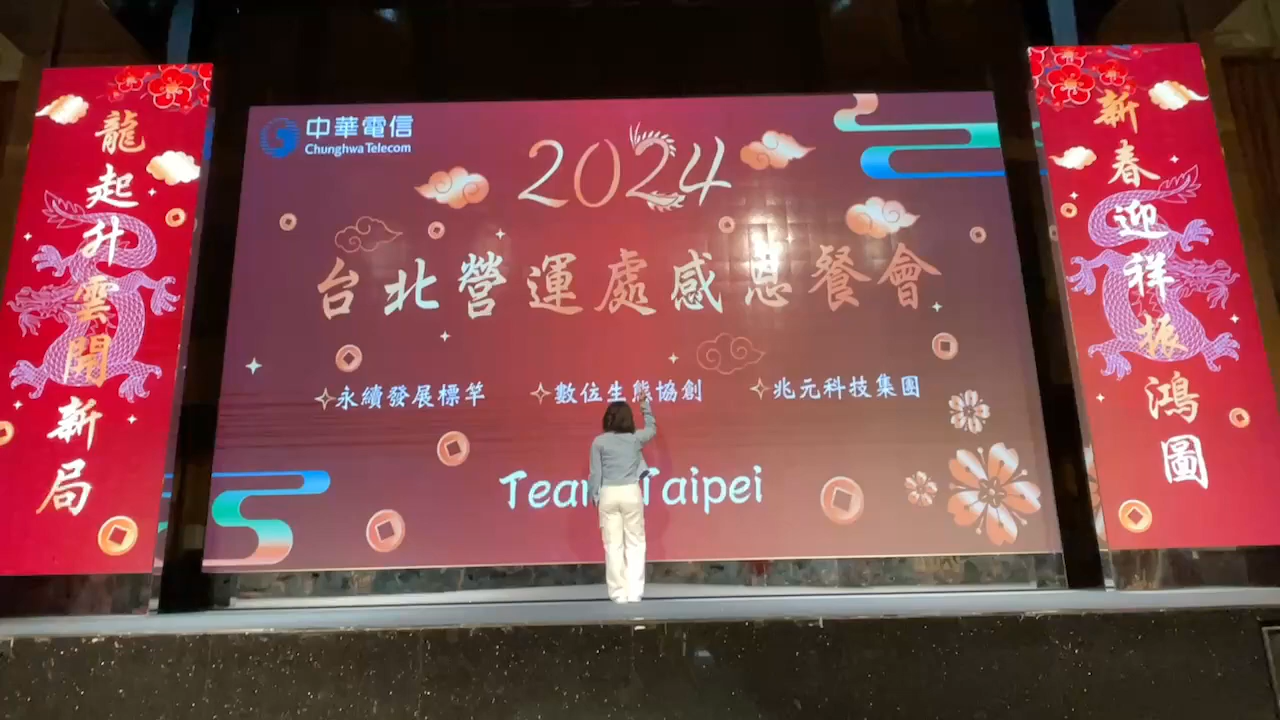 龍起升雲開新局
中華電信
Chunghwa Telecom
2024
台北營運處感恩餐會
永續發展標竿
數位生態協創
兆元科技集團
Team Taipei
新春迎祥振鴻圖